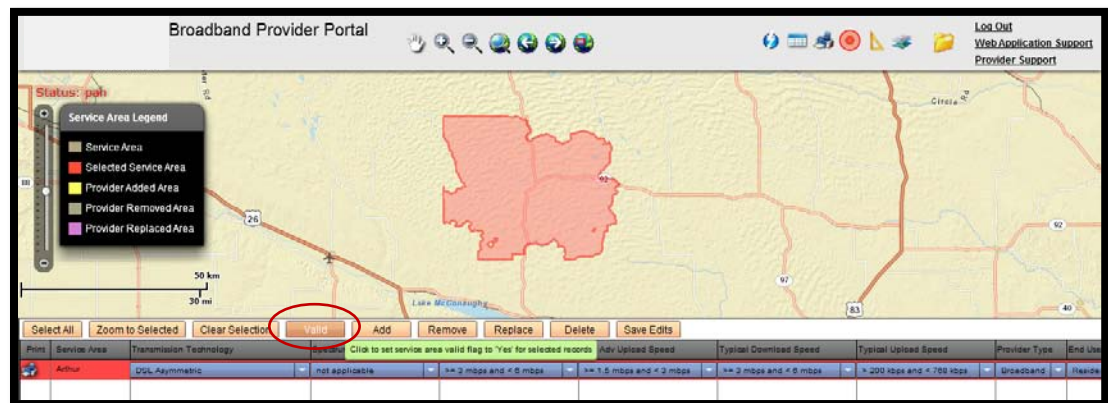 Broadband Provider Portal
Log Out
Web Application Support
Provider Support
Status: pan
Service Area Legend
Service Area
Selected Service Area
Provider Added Area
Provider Removed Area
Provider Replaced Area
Circle Rd
92
26
92
97
83
40
50 km
30 mi
Lake McConaughy
Select All Zoom to Selected Clear Selection Valid Add Remove Replace Delete Save Edits
Print Service Area Transmission Technology Click to set service area valid flag to 'Yes' for selected records Adv Upload Speed Typical Download Speed Typical Upload Speed Provider Type End Use
Arthur DSL Asymmetric not applicable >= 3 mbps and < 6 mbps >= 1.5 mbps and < 3 mbps >= 3 mbps and < 6 mbps > 200 kbps and < 768 kbps Broadband Reside